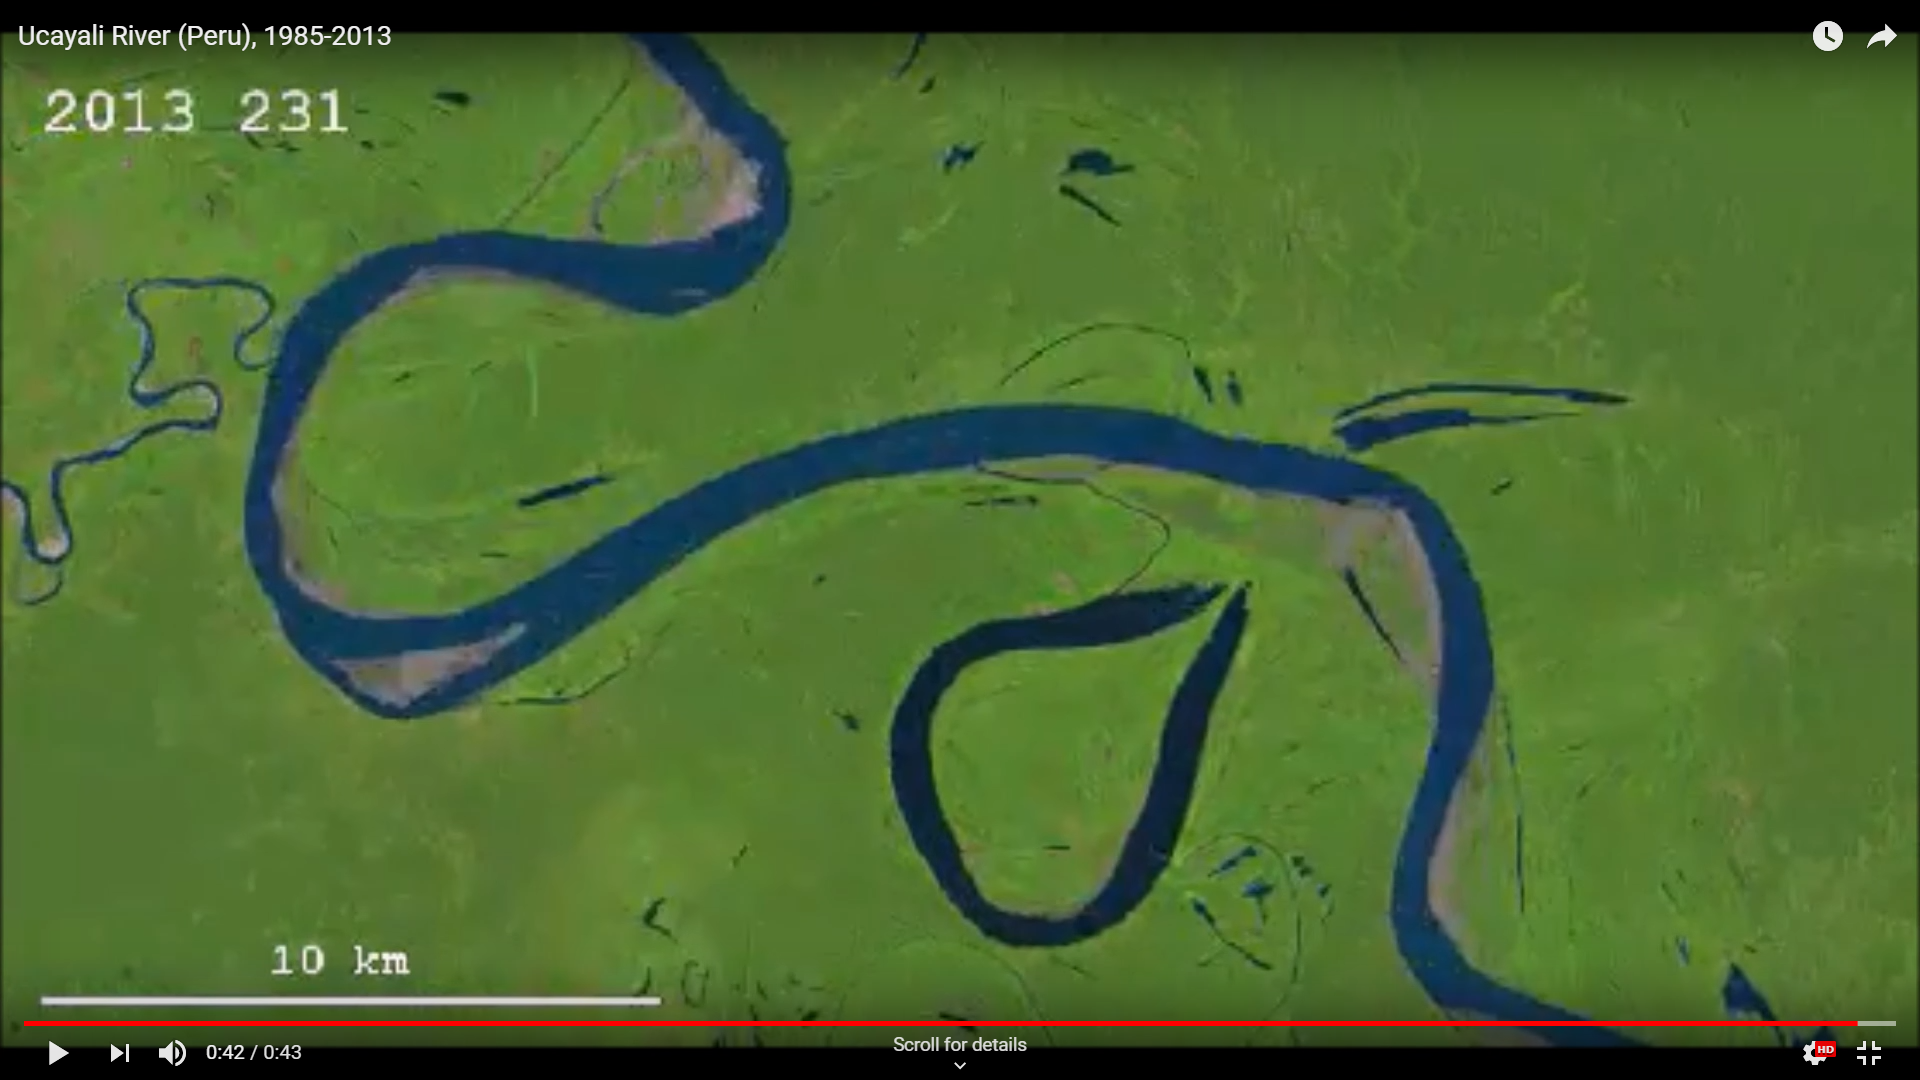 Ucayali River (Peru), 1985-2013
2013 231
10 km
0:42 / 0:43
Scroll for details
HD